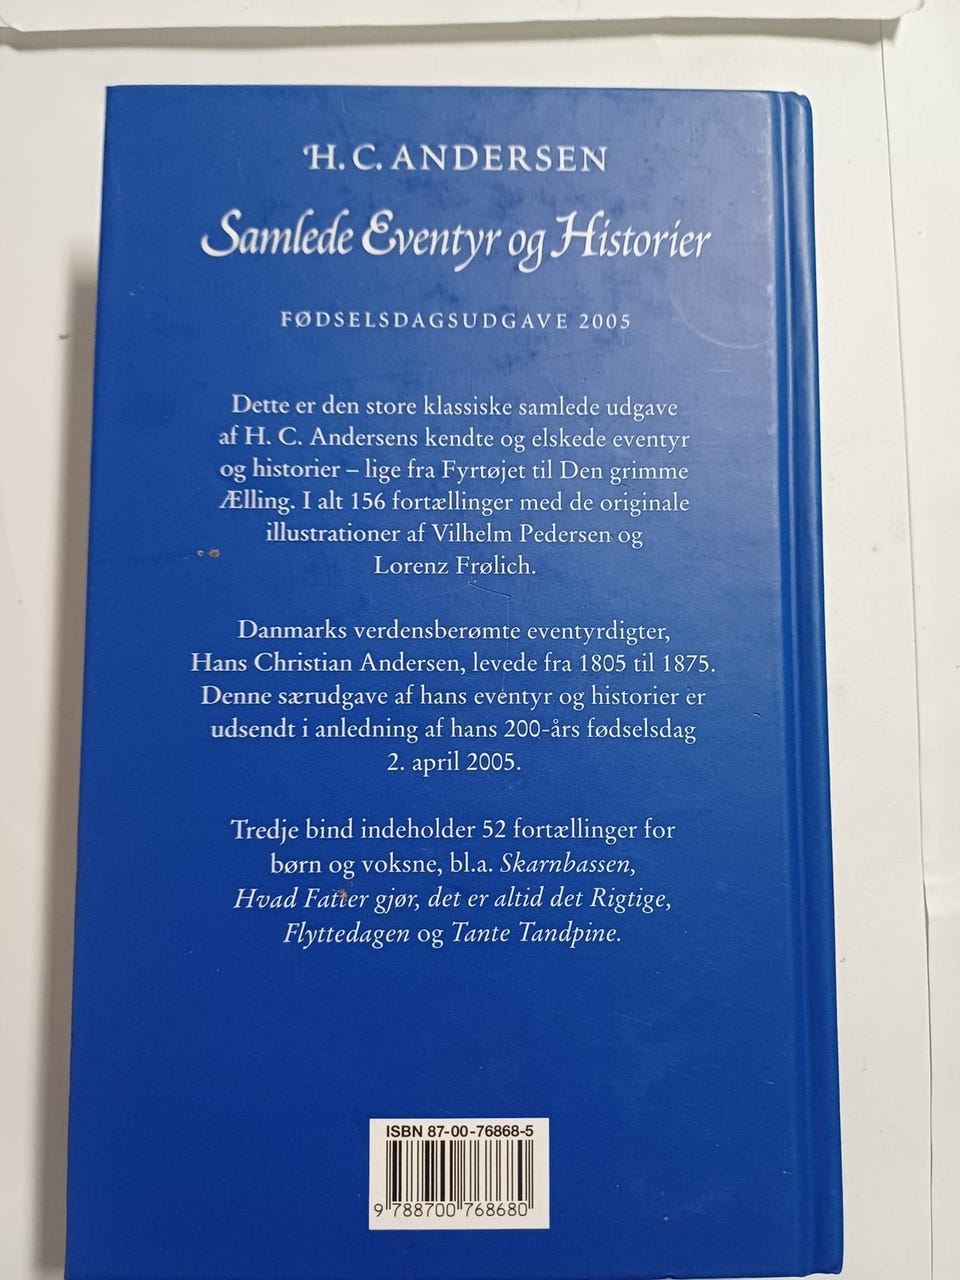 H. C. ANDERSEN
Samlede Eventyr og Historier
FØDSELSDAGSUDGAVE 2005
Dette er den store klassiske samlede udgave
af H. C. Andersens kendte og elskede eventyr
og historier – lige fra Fyrtøjet til Den grimme
Ælling. I alt 156 fortællinger med de originale
illustrationer af Vilhelm Pedersen og
Lorenz Frølich.
Danmarks verdensberømte eventyrdigter,
Hans Christian Andersen, levede fra 1805 til 1875.
Denne særudgave af hans eventyr og historier er
udsendt i anledning af hans 200-års fødselsdag
2. april 2005.
Tredje bind indeholder 52 fortællinger for
børn og voksne, bl.a. Skarnbassen,
Hvad Fatter gjør, det er altid det Rigtige,
Flyttedagen og Tante Tandpine.
ISBN 87-00-76868-5
9 788700 768680